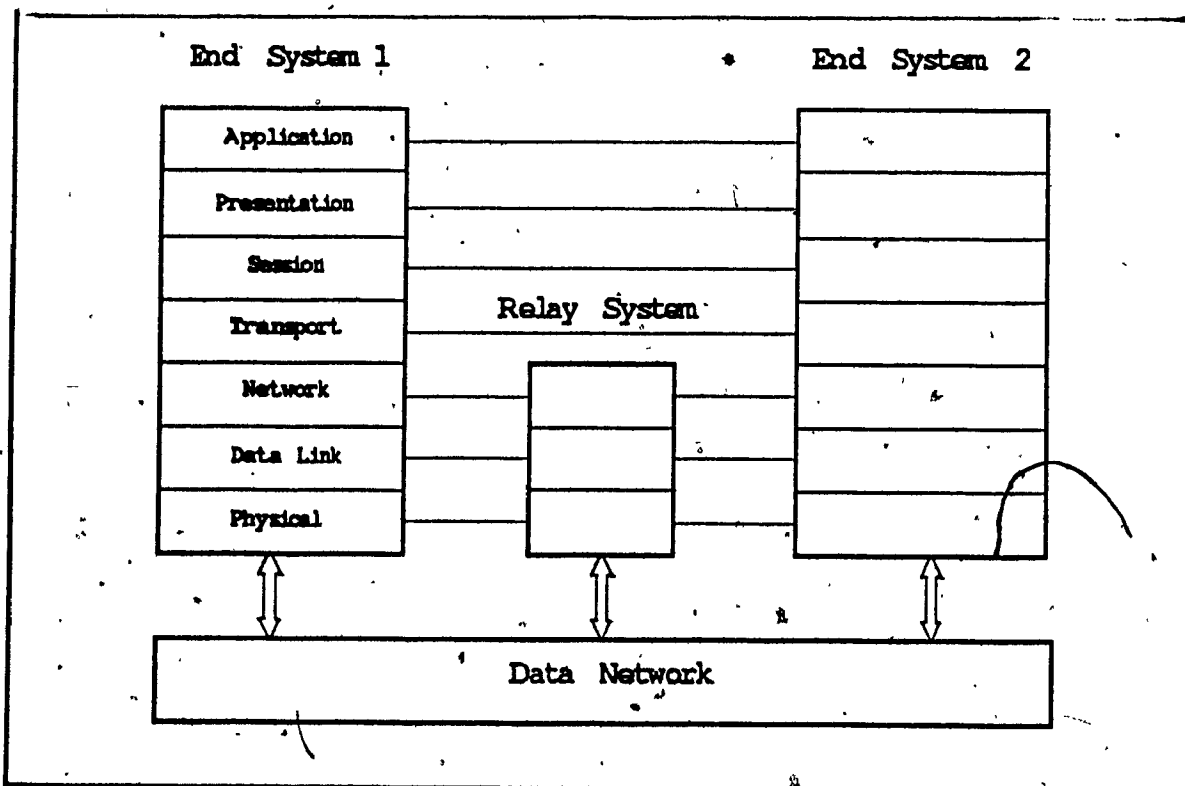 End System 1
End System 2
Application
Presentation
Session
Transport
Relay System
Network
Data Link
Physical
Data Network